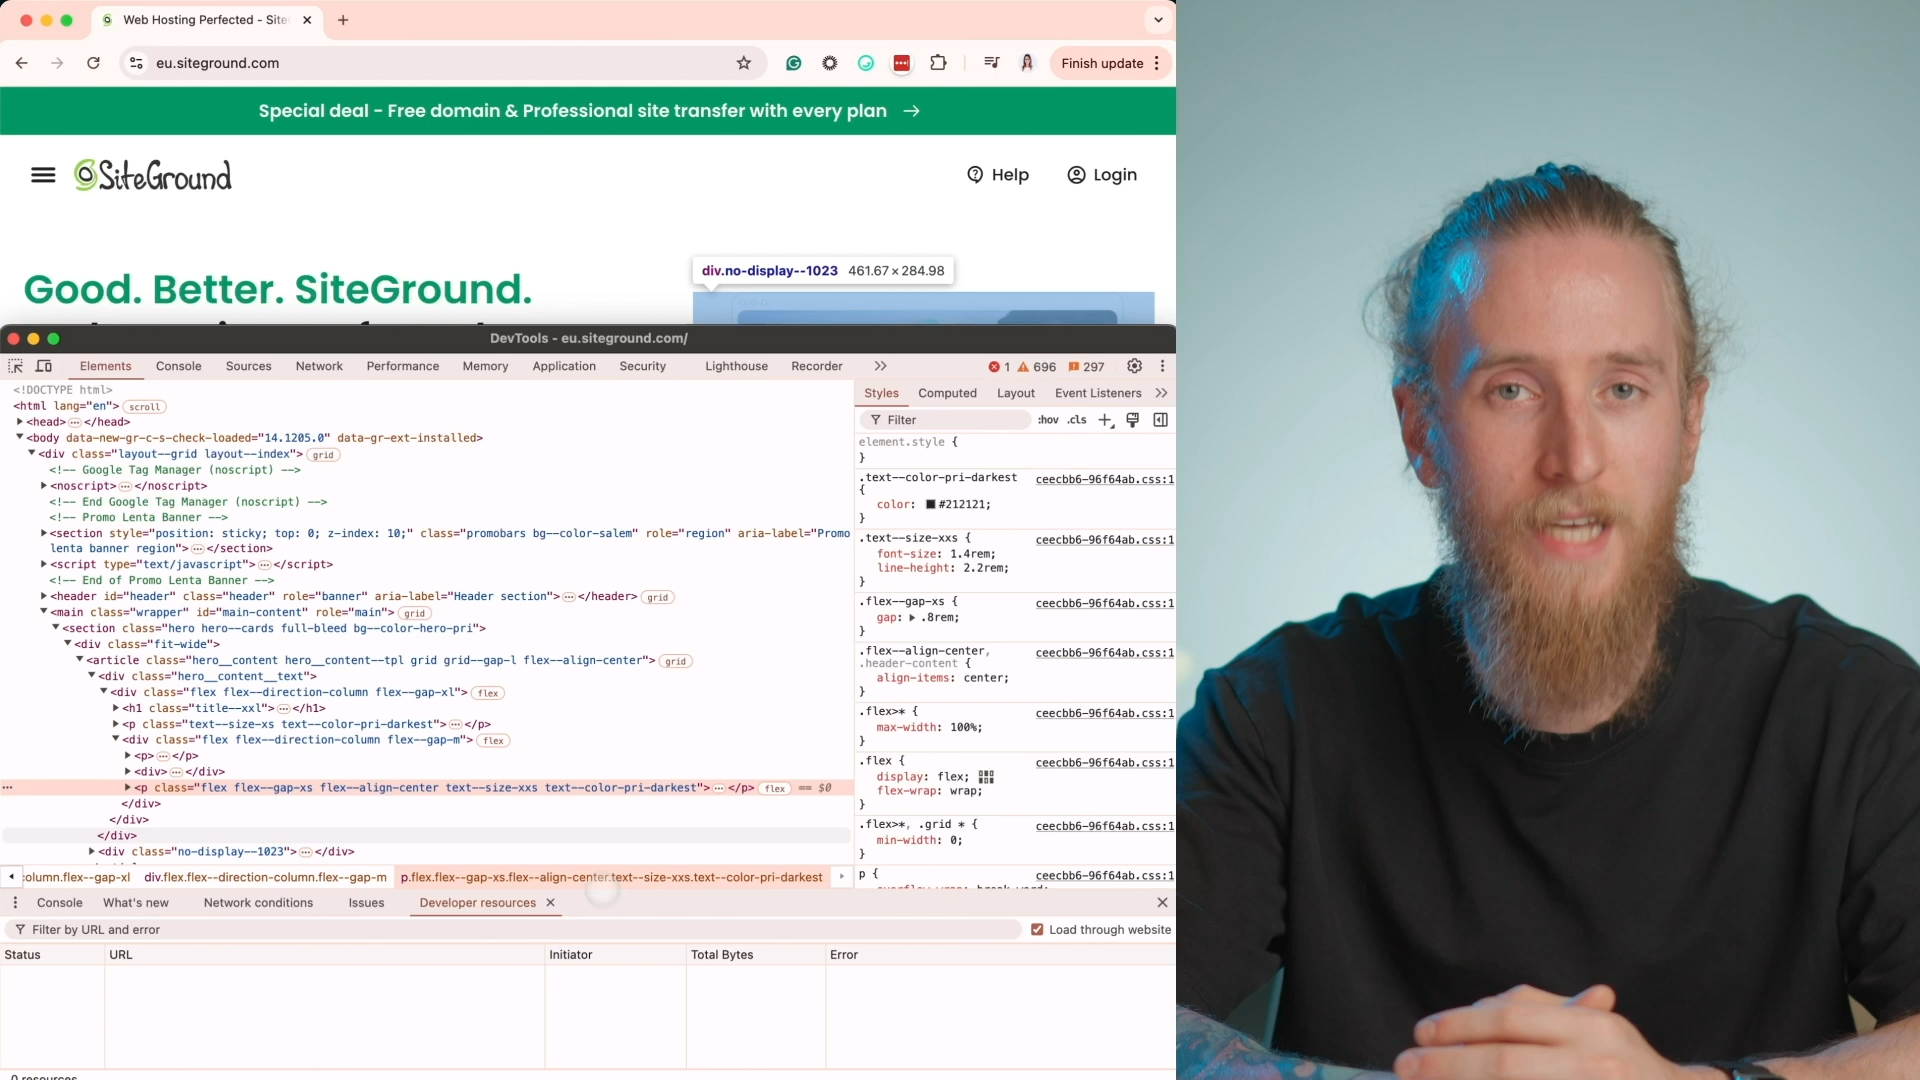 Web Hosting Perfected - Site
eu.siteground.com
Finish update
Special deal - Free domain & Professional site transfer with every plan →
SiteGround
Help
Login
Good. Better. SiteGround.
div.no-display--1023 461.67 × 284.98
DevTools - eu.siteground.com/
Elements Console Sources Network Performance Memory Application Security Lighthouse Recorder
1 696 297
<!DOCTYPE html>
<html lang="en"> scroll
<head> … </head>
<body data-new-gr-c-s-check-loaded="14.1205.0" data-gr-ext-installed>
<div class="layout--grid layout--index"> grid
<!-- Google Tag Manager (noscript) -->
<noscript> … </noscript>
<!-- End Google Tag Manager (noscript) -->
<!-- Promo Lenta Banner -->
<section style="position: sticky; top: 0; z-index: 10;" class="promobars bg--color-salem" role="region" aria-label="Promo
lenta banner region"> … </section>
<script type="text/javascript"> … </script>
<!-- End of Promo Lenta Banner -->
<header id="header" class="header" role="banner" aria-label="Header section"> … </header> grid
<main class="wrapper" id="main-content" role="main"> grid
<section class="hero hero--cards full-bleed bg--color-hero-pri">
<div class="fit-wide">
<article class="hero__content hero__content--tpl grid grid--gap-l flex--align-center"> grid
<div class="hero__content__text">
<div class="flex flex--direction-column flex--gap-xl"> flex
<h1 class="title--xxl"> … </h1>
<p class="text--size-xs text--color-pri-darkest"> … </p>
<div class="flex flex--direction-column flex--gap-m"> flex
<p> … </p>
<div> … </div>
<p class="flex flex--gap-xs flex--align-center text--size-xxs text--color-pri-darkest"> … </p> flex == $0
</div>
</div>
</div>
<div class="no-display--1023"> … </div>
column.flex--gap-xl div.flex.flex--direction-column.flex--gap-m p.flex.flex--gap-xs.flex--align-center.text--size-xxs.text--color-pri-darkest
Styles Computed Layout Event Listeners
Filter :hov .cls
element.style {
}
.text--color-pri-darkest ceecbb6-96f64ab.css:1
{
color: #212121;
}
.text--size-xxs { ceecbb6-96f64ab.css:1
font-size: 1.4rem;
line-height: 2.2rem;
}
.flex--gap-xs { ceecbb6-96f64ab.css:1
gap: .8rem;
}
.flex--align-center, ceecbb6-96f64ab.css:1
.header-content {
align-items: center;
}
.flex>* { ceecbb6-96f64ab.css:1
max-width: 100%;
}
.flex { ceecbb6-96f64ab.css:1
display: flex;
flex-wrap: wrap;
}
.flex>*, .grid * { ceecbb6-96f64ab.css:1
min-width: 0;
}
p { ceecbb6-96f64ab.css:1
Console What's new Network conditions Issues Developer resources
Filter by URL and error
Load through website
Status URL Initiator Total Bytes Error
0 resources